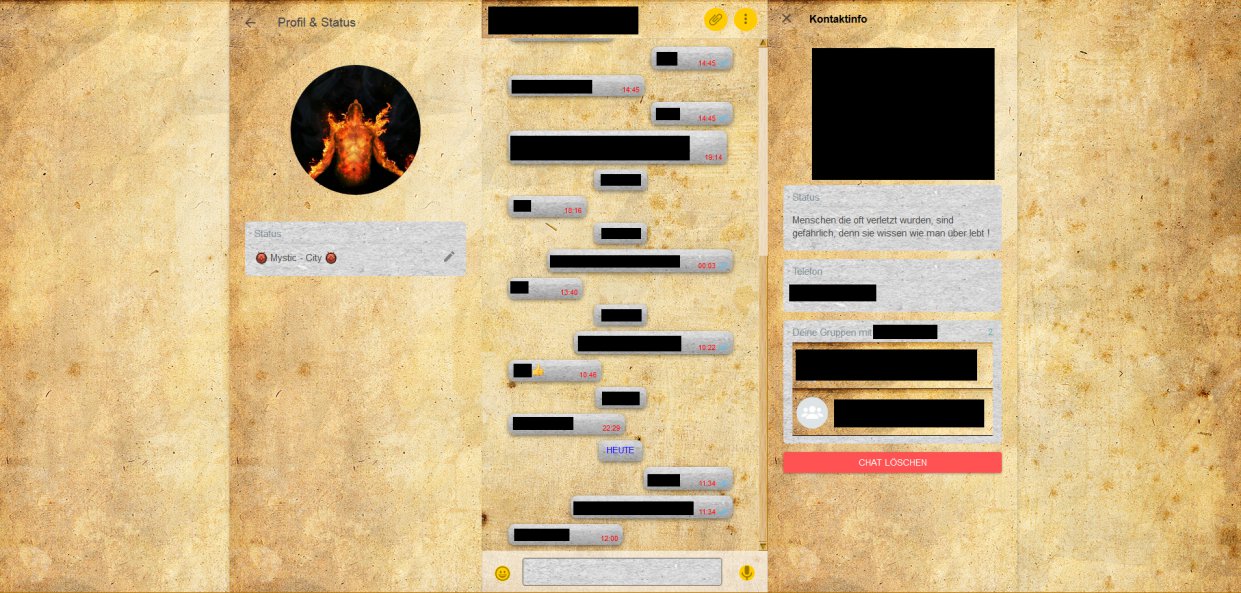 Profil & Status
Status
Mystic - City
14:45
14:45
14:45
19:14
18:16
00:03
13:40
10:22
10:46
22:29
HEUTE
11:34
11:34
12:00
Kontaktinfo
Status
Menschen die oft verletzt wurden, sind
gefährlich, denn sie wissen wie man über lebt !
Telefon
Deine Gruppen mit
2
CHAT LÖSCHEN